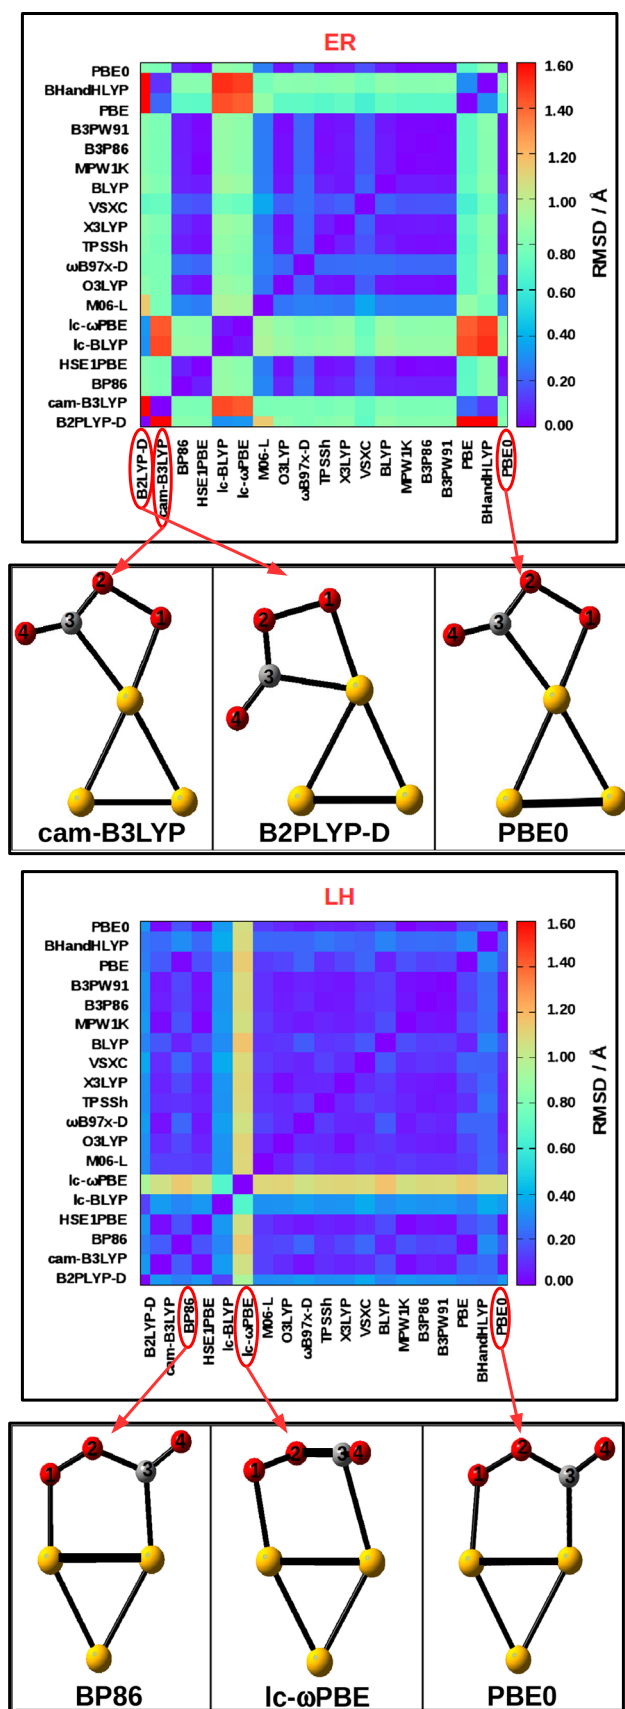 ER
PBE0
BHandHLYP
PBE
B3PW91
B3P86
MPW1K
BLYP
VSXC
X3LYP
TPSSh
ωB97x-D
O3LYP
M06-L
lc-ωPBE
lc-BLYP
HSE1PBE
BP86
cam-B3LYP
B2PLYP-D
1.60
1.40
1.20
1.00
0.80
0.60
0.40
0.20
0.00
RMSD / Å
B2LYP-D
cam-B3LYP
BP86
HSE1PBE
lc-BLYP
lc-ωPBE
M06-L
O3LYP
ωB97x-D
TPSSh
X3LYP
VSXC
BLYP
MPW1K
B3P86
B3PW91
PBE
BHandHLYP
PBE0
2
3
1
4
cam-B3LYP
1
2
3
4
B2PLYP-D
2
3
1
4
PBE0
LH
PBE0
BHandHLYP
PBE
B3PW91
B3P86
MPW1K
BLYP
VSXC
X3LYP
TPSSh
ωB97x-D
O3LYP
M06-L
lc-ωPBE
lc-BLYP
HSE1PBE
BP86
cam-B3LYP
B2PLYP-D
1.60
1.40
1.20
1.00
0.80
0.60
0.40
0.20
0.00
RMSD / Å
B2LYP-D
cam-B3LYP
BP86
HSE1PBE
lc-BLYP
lc-ωPBE
M06-L
O3LYP
ωB97x-D
TPSSh
X3LYP
VSXC
BLYP
MPW1K
B3P86
B3PW91
PBE
BHandHLYP
PBE0
1
2
3
4
BP86
1
2
3
4
lc-ωPBE
1
2
3
4
PBE0